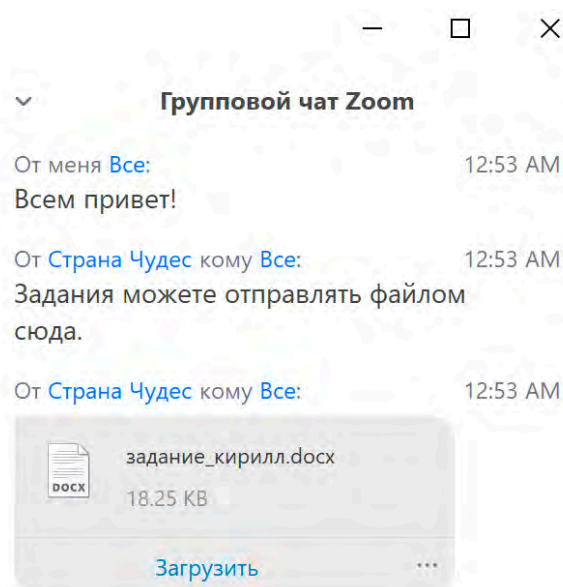 Групповой чат Zoom
От меня Все: 12:53 AM
Всем привет!
От Страна Чудес кому Все: 12:53 AM
Задания можете отправлять файлом
сюда.
От Страна Чудес кому Все: 12:53 AM
задание_кирилл.docx
DOCX
18.25 KB
Загрузить